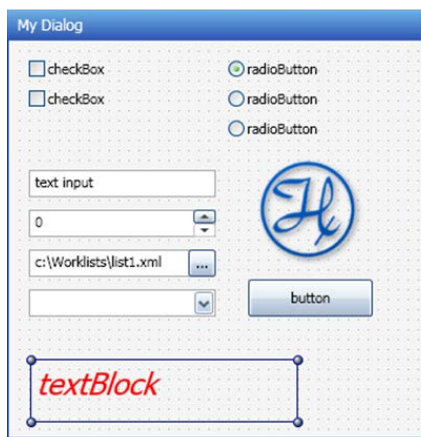 My Dialog
checkBox
radioButton
checkBox
radioButton
radioButton
text input
0
c:\Worklists\list1.xml
...
button
textBlock